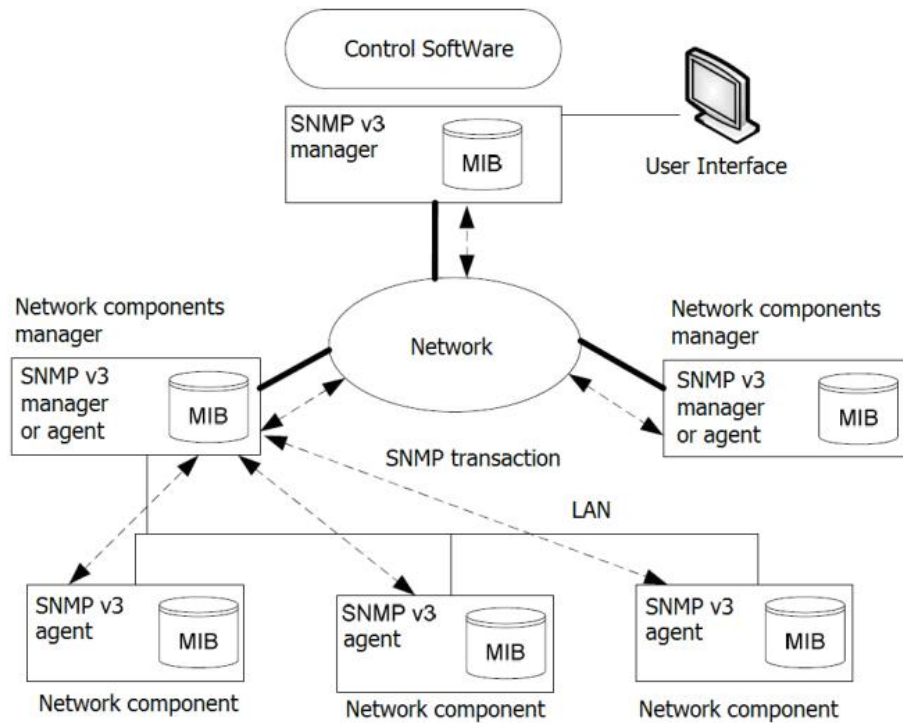 Control SoftWare
SNMP v3
manager
MIB
User Interface
Network components
manager
Network
Network components
manager
SNMP v3
manager
or agent
MIB
SNMP v3
manager
or agent
MIB
SNMP transaction
LAN
SNMP v3
agent
MIB
SNMP v3
agent
MIB
SNMP v3
agent
MIB
Network component
Network component
Network component